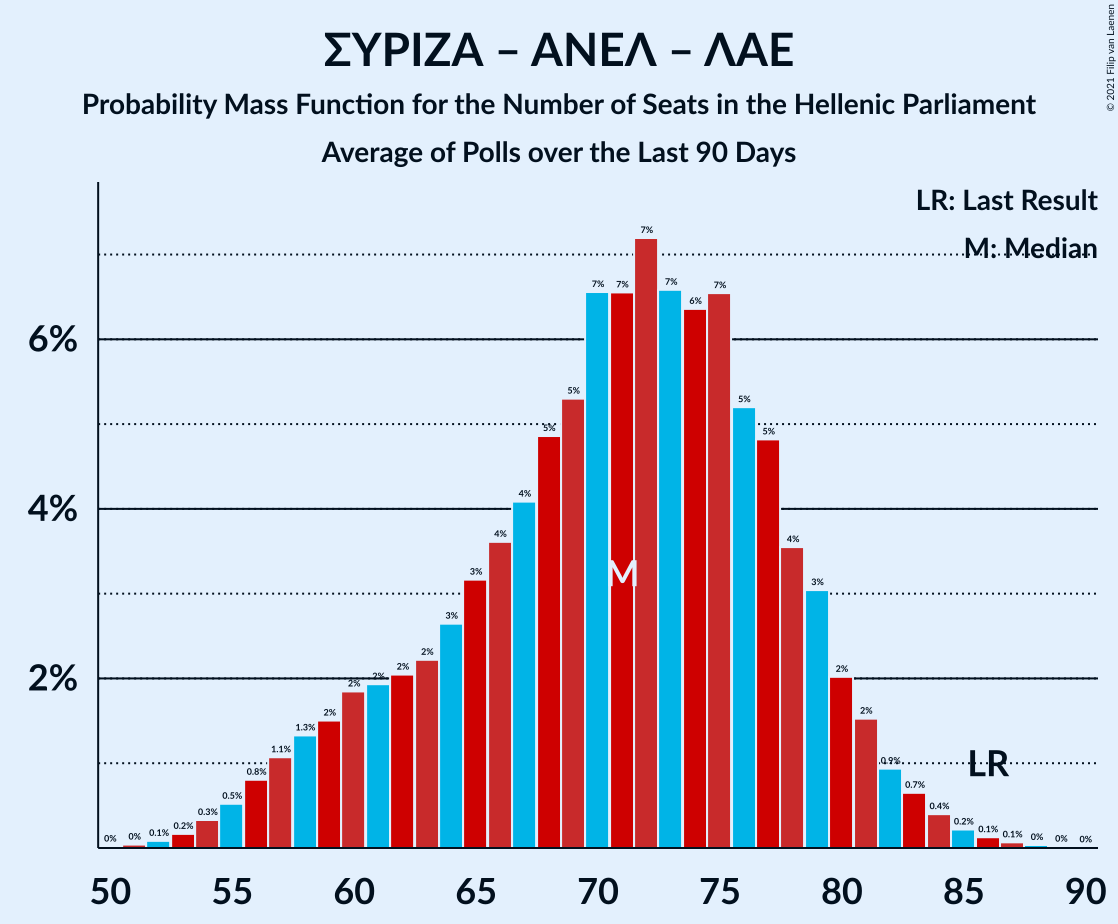 ΣΥΡΙΖΑ – ΑΝΕΛ – ΛΑΕ
Probability Mass Function for the Number of Seats in the Hellenic Parliament
Average of Polls over the Last 90 Days
© 2021 Filip van Laenen
LR: Last Result
M: Median
6%
4%
2%
0% 0% 0.1% 0.2% 0.3% 0.5% 0.8% 1.1% 1.3% 2% 2% 2% 2% 2% 3% 3% 4% 4% 5% 5% 7% 7% 7% 7% 6% 7% 5% 5% 4% 3% 2% 2% 0.9% 0.7% 0.4% 0.2% 0.1% 0.1% 0% 0% 0%
M
LR
50 55 60 65 70 75 80 85 90